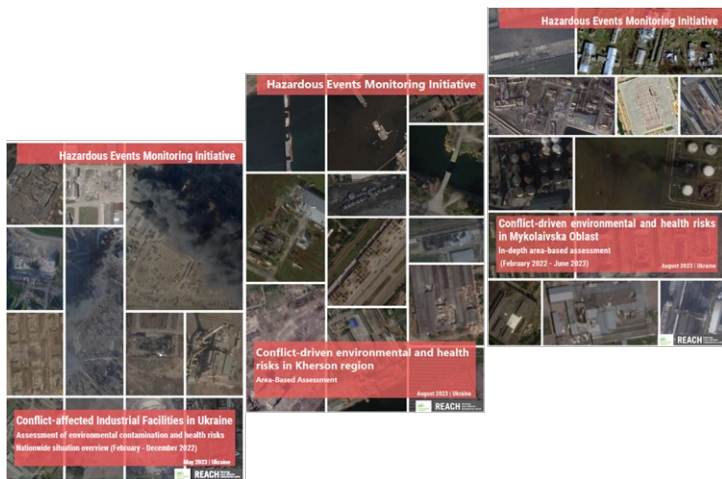 Hazardous Events Monitoring Initiative
Conflict-affected Industrial Facilities in Ukraine
Assessment of environmental contamination and health risks
Nationwide situation overview (February - December 2022)
May 2023 | Ukraine
REACH
Hazardous Events Monitoring Initiative
Conflict-driven environmental and health
risks in Kherson region
Area-Based Assessment
August 2023 | Ukraine
REACH
Hazardous Events Monitoring Initiative
Conflict-driven environmental and health risks
in Mykolaivska Oblast
In-depth area-based assessment
(February 2022 - June 2023)
August 2023 | Ukraine
REACH